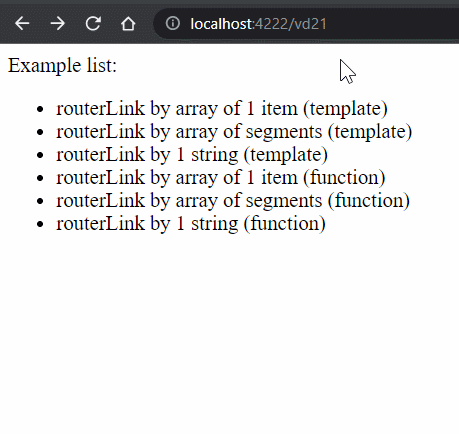 localhost:4222/vd21
Example list:
routerLink by array of 1 item (template)
routerLink by array of segments (template)
routerLink by 1 string (template)
routerLink by array of 1 item (function)
routerLink by array of segments (function)
routerLink by 1 string (function)